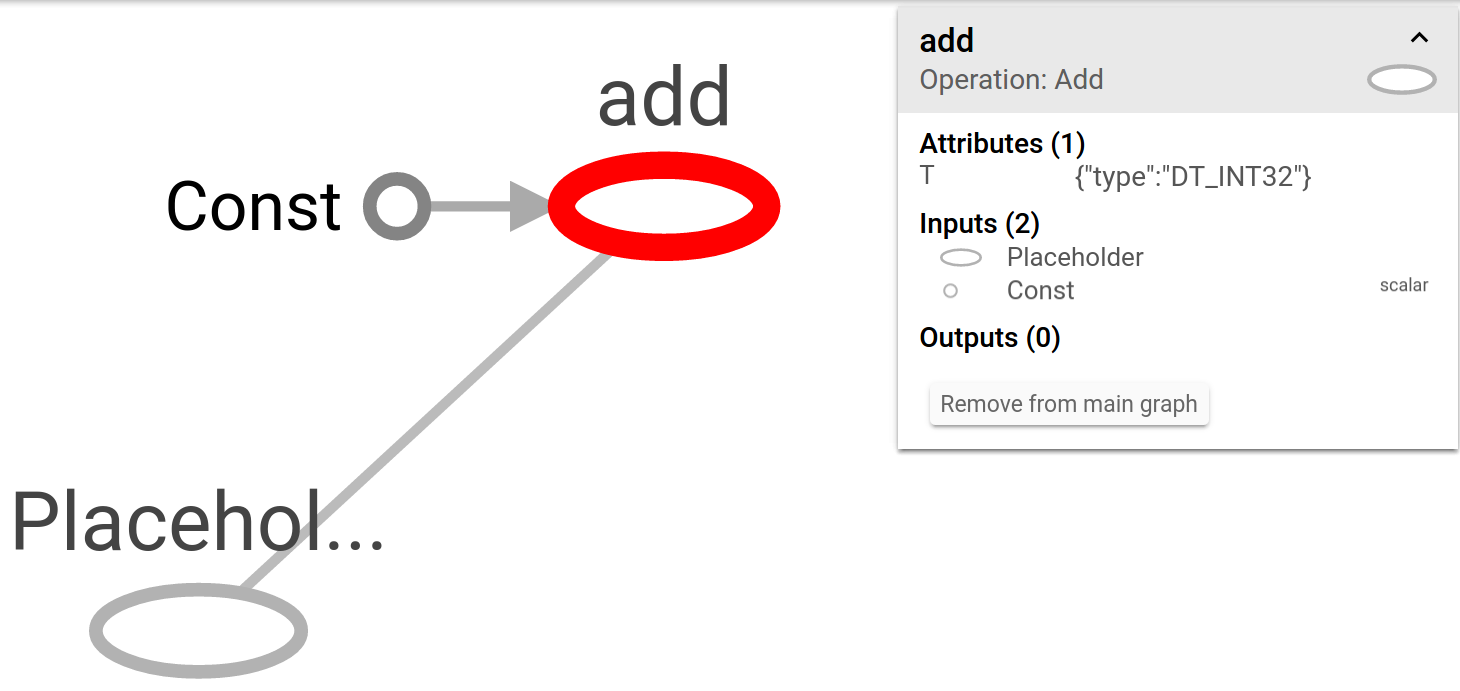 add
Const
Placehol...
add
Operation: Add
Attributes (1)
T {"type":"DT_INT32"}
Inputs (2)
Placeholder
Const scalar
Outputs (0)
Remove from main graph